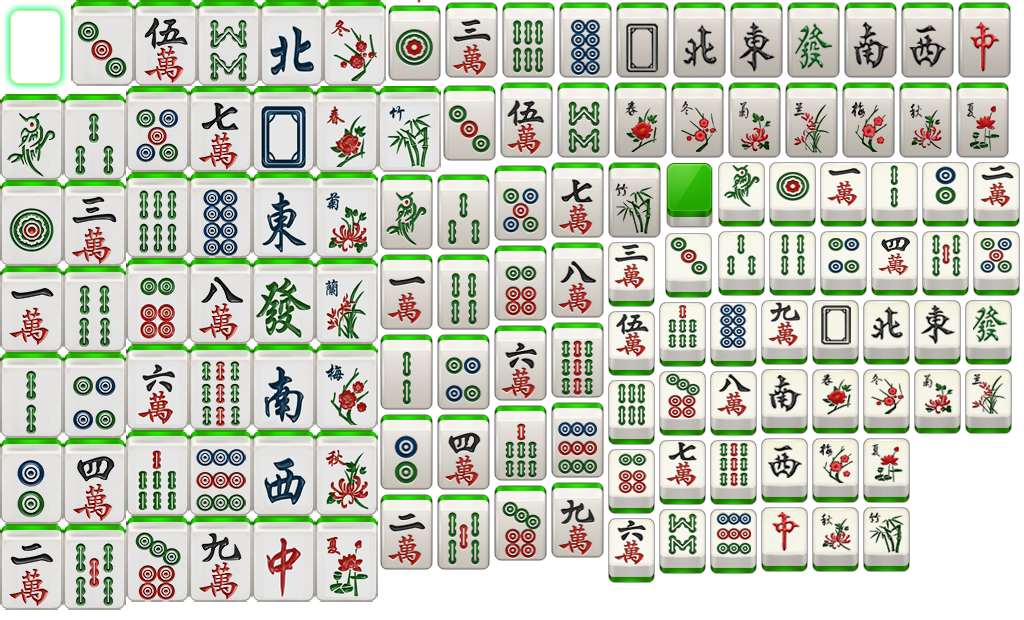 伍萬 北 冬 三萬 北 東 發 南 西 中
七萬 春 竹 伍萬 春 冬 菊 兰 梅 秋 夏
三萬 東 菊 七萬 竹 一萬 二萬
三萬 四萬
一萬 八萬 發 蘭 一萬 八萬 伍萬 九萬 北 東 發
六萬 南 梅 六萬 八萬 南 春 冬 菊 兰
四萬 西 秋 四萬 七萬 西 梅 夏
二萬 九萬 中 夏 二萬 九萬 六萬 中 秋 竹